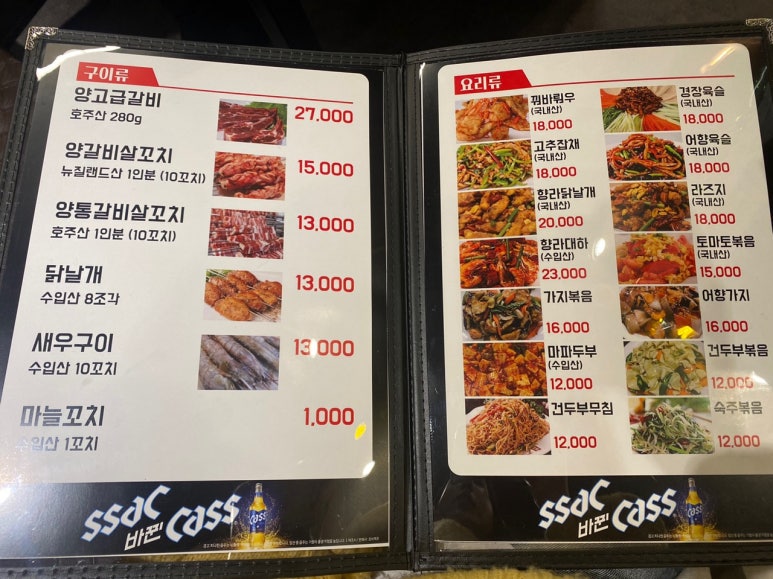 구이류
양고급갈비
호주산 280g
27,000
양갈비살꼬치
뉴질랜드산 1인분 (10꼬치)
15,000
양통갈비살꼬치
호주산 1인분 (10꼬치)
13,000
닭날개
수입산 8조각
13,000
새우구이
수입산 10꼬치
13,000
마늘꼬치
수입산 1꼬치
1,000
ssac
바뀐
cass
요리류
꿔바뤄우
(국내산)
18,000
고추잡채
(국내산)
18,000
향라닭날개
(국내산)
20,000
향라대하
(수입산)
23,000
가지볶음
16,000
마파두부
(수입산)
12,000
건두부무침
12,000
경장육슬
(국내산)
18,000
어향육슬
(국내산)
18,000
라즈지
(국내산)
18,000
토마토볶음
(국내산)
15,000
어향가지
16,000
건두부볶음
12,000
숙주볶음
12,000
ssac
바뀐
cass